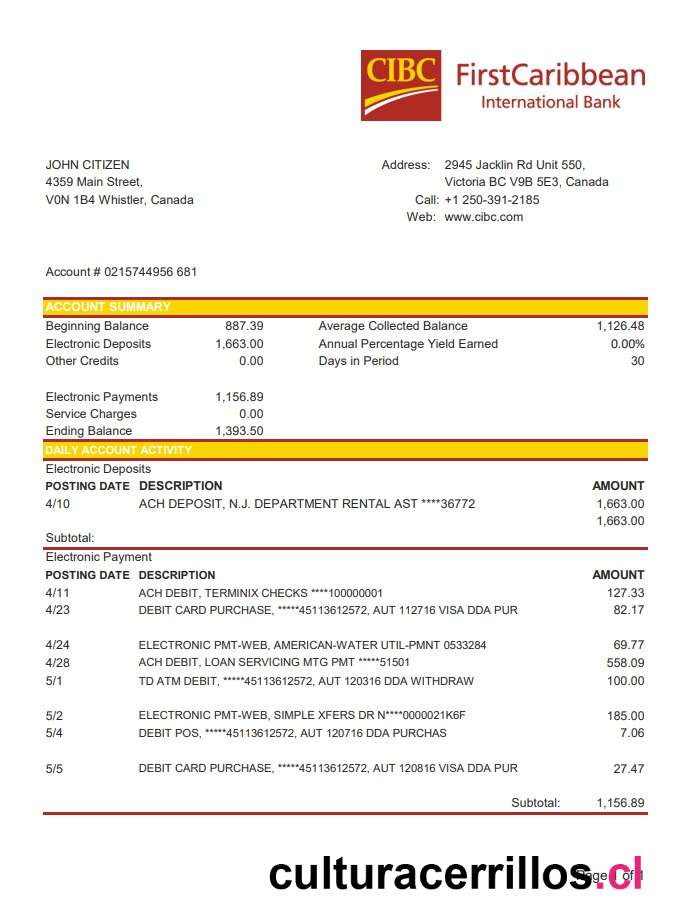 CIBC FirstCaribbean
International Bank
JOHN CITIZEN Address: 2945 Jacklin Rd Unit 550,
4359 Main Street, Victoria BC V9B 5E3, Canada
V0N 1B4 Whistler, Canada Call: +1 250-391-2185
Web: www.cibc.com
Account # 0215744956 681
ACCOUNT SUMMARY
Beginning Balance 887.39 Average Collected Balance 1,126.48
Electronic Deposits 1,663.00 Annual Percentage Yield Earned 0.00%
Other Credits 0.00 Days in Period 30
Electronic Payments 1,156.89
Service Charges 0.00
Ending Balance 1,393.50
DAILY ACCOUNT ACTIVITY
Electronic Deposits
POSTING DATE DESCRIPTION AMOUNT
4/10 ACH DEPOSIT, N.J. DEPARTMENT RENTAL AST ****36772 1,663.00
1,663.00
Subtotal:
Electronic Payment
POSTING DATE DESCRIPTION AMOUNT
4/11 ACH DEBIT, TERMINIX CHECKS ****100000001 127.33
4/23 DEBIT CARD PURCHASE, *****45113612572, AUT 112716 VISA DDA PUR 82.17
4/24 ELECTRONIC PMT-WEB, AMERICAN-WATER UTIL-PMNT 0533284 69.77
4/28 ACH DEBIT, LOAN SERVICING MTG PMT *****51501 558.09
5/1 TD ATM DEBIT, *****45113612572, AUT 120316 DDA WITHDRAW 100.00
5/2 ELECTRONIC PMT-WEB, SIMPLE XFERS DR N****0000021K6F 185.00
5/4 DEBIT POS, *****45113612572, AUT 120716 DDA PURCHAS 7.06
5/5 DEBIT CARD PURCHASE, *****45113612572, AUT 120816 VISA DDA PUR 27.47
Subtotal: 1,156.89
culturacerrillos.cl
Page 1 of 1